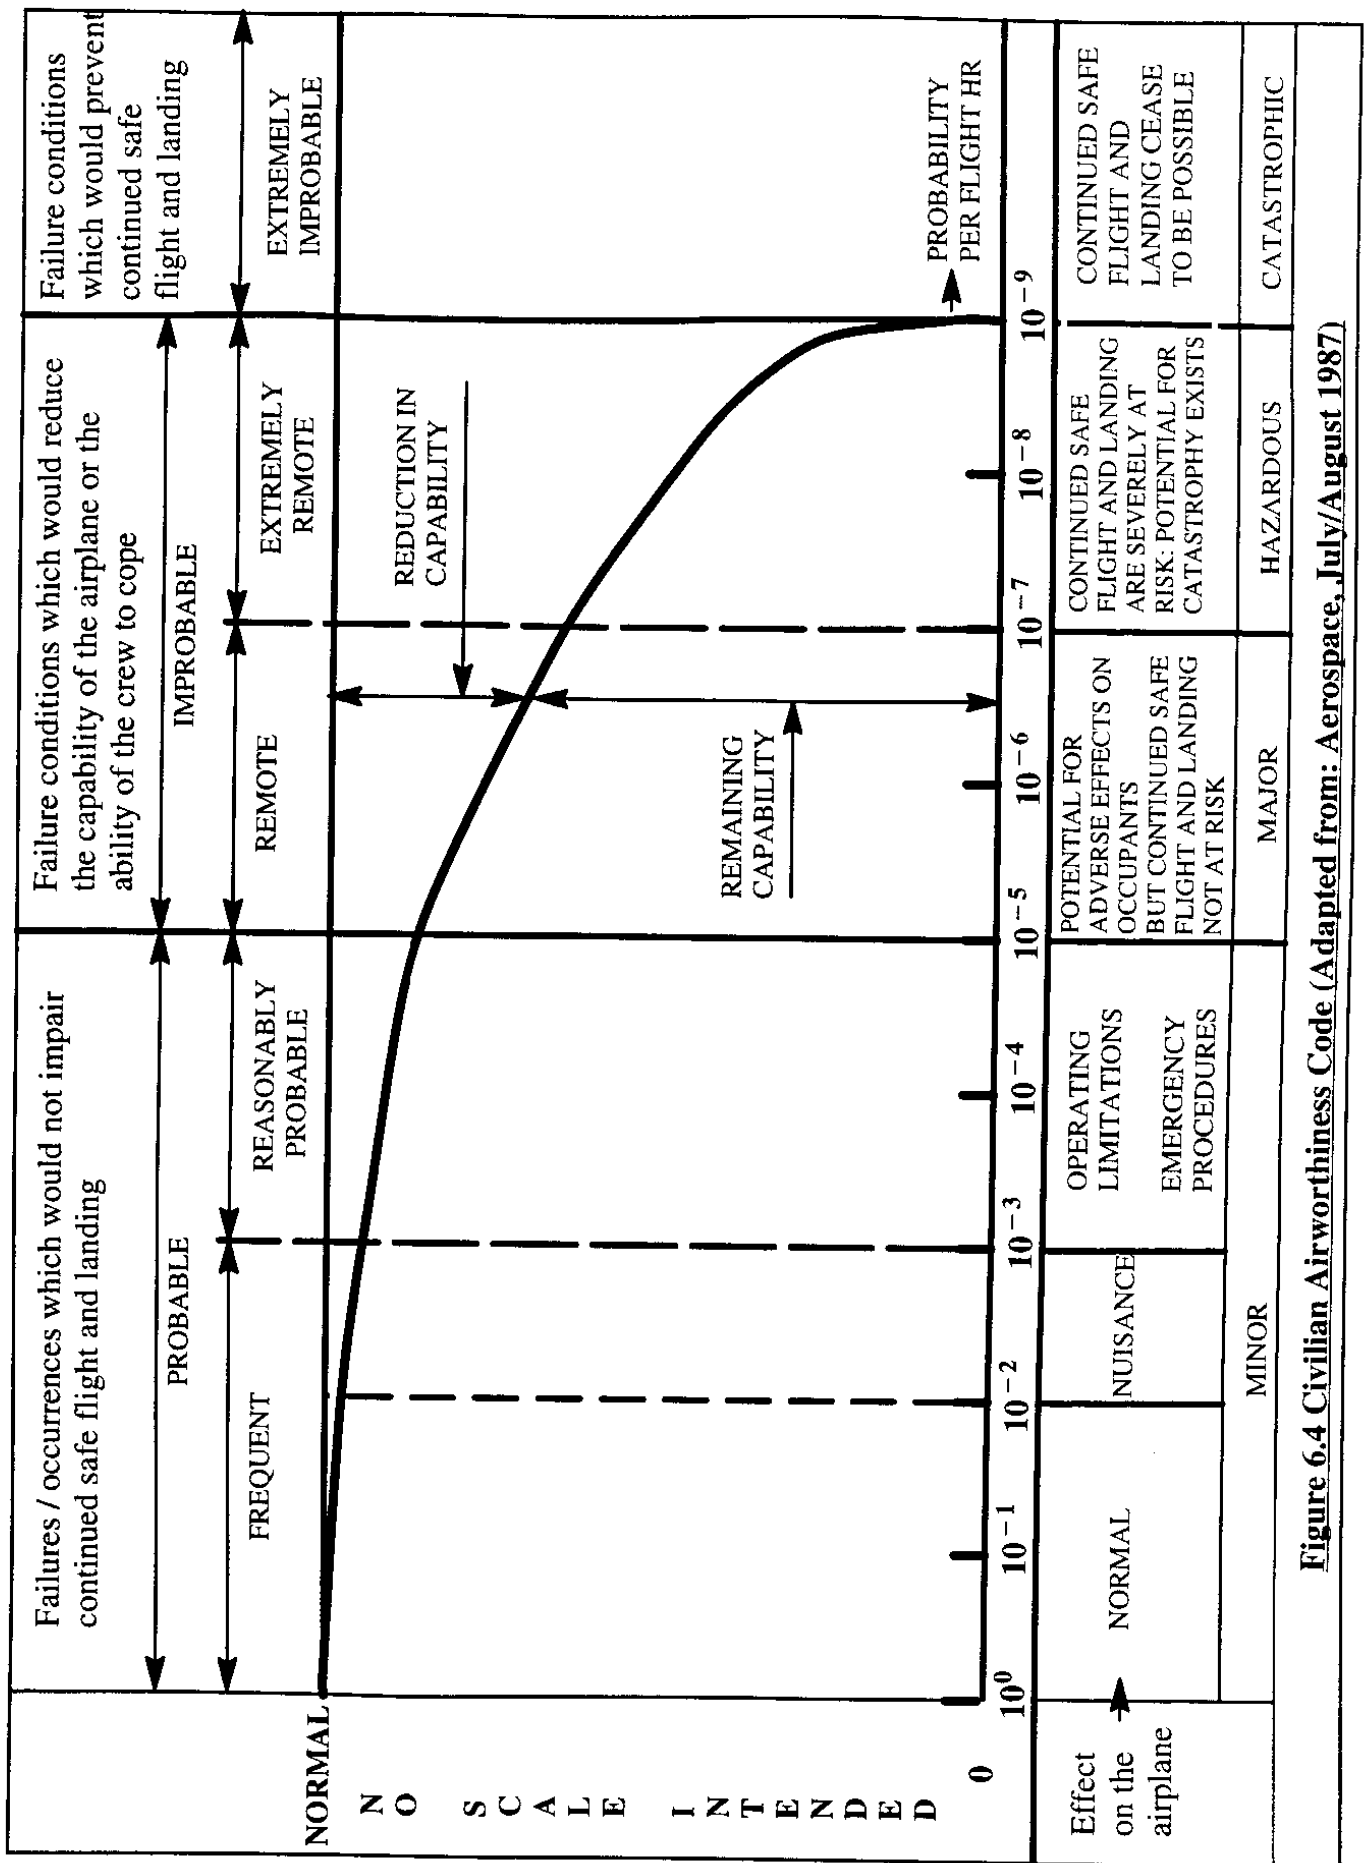 Failures / occurrences which would not impair
continued safe flight and landing
Failure conditions which would reduce
the capability of the airplane or the
ability of the crew to cope
Failure conditions
which would prevent
continued safe
flight and landing
PROBABLE
IMPROBABLE
FREQUENT
REASONABLY
PROBABLE
REMOTE
EXTREMELY
REMOTE
EXTREMELY
IMPROBABLE
NORMAL
NO SCALE INTENDED
0
REDUCTION IN
CAPABILITY
REMAINING
CAPABILITY
PROBABILITY
PER FLIGHT HR
10⁰ 10⁻¹ 10⁻² 10⁻³ 10⁻⁴ 10⁻⁵ 10⁻⁶ 10⁻⁷ 10⁻⁸ 10⁻⁹
Effect
on the
airplane
NORMAL
NUISANCE
OPERATING
LIMITATIONS
EMERGENCY
PROCEDURES
POTENTIAL FOR
ADVERSE EFFECTS ON
OCCUPANTS
BUT CONTINUED SAFE
FLIGHT AND LANDING
NOT AT RISK
CONTINUED SAFE
FLIGHT AND LANDING
ARE SEVERELY AT
RISK: POTENTIAL FOR
CATASTROPHY EXISTS
CONTINUED SAFE
FLIGHT AND
LANDING CEASE
TO BE POSSIBLE
MINOR
MAJOR
HAZARDOUS
CATASTROPHIC
Figure 6.4 Civilian Airworthiness Code (Adapted from: Aerospace, July/August 1987)